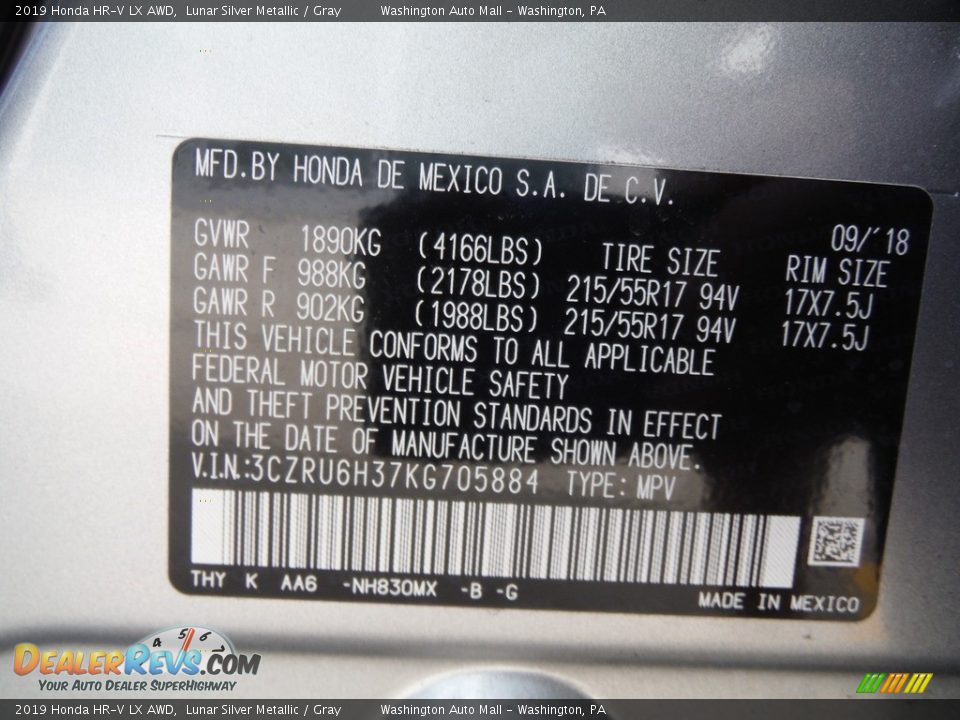 2019 Honda HR-V LX AWD, Lunar Silver Metallic / Gray Washington Auto Mall - Washington, PA
MFD.BY HONDA DE MEXICO S.A. DE C.V.
09/'18
GVWR 1890KG (4166LBS) TIRE SIZE RIM SIZE
GAWR F 988KG (2178LBS) 215/55R17 94V 17X7.5J
GAWR R 902KG (1988LBS) 215/55R17 94V 17X7.5J
THIS VEHICLE CONFORMS TO ALL APPLICABLE
FEDERAL MOTOR VEHICLE SAFETY
AND THEFT PREVENTION STANDARDS IN EFFECT
ON THE DATE OF MANUFACTURE SHOWN ABOVE.
V.I.N.:3CZRU6H37KG705884 TYPE: MPV
THY K AA6 -NH830MX -B -G
MADE IN MEXICO
4 5 6
DealerRevs.com
Your Auto Dealer SuperHighway
2019 Honda HR-V LX AWD, Lunar Silver Metallic / Gray Washington Auto Mall - Washington, PA